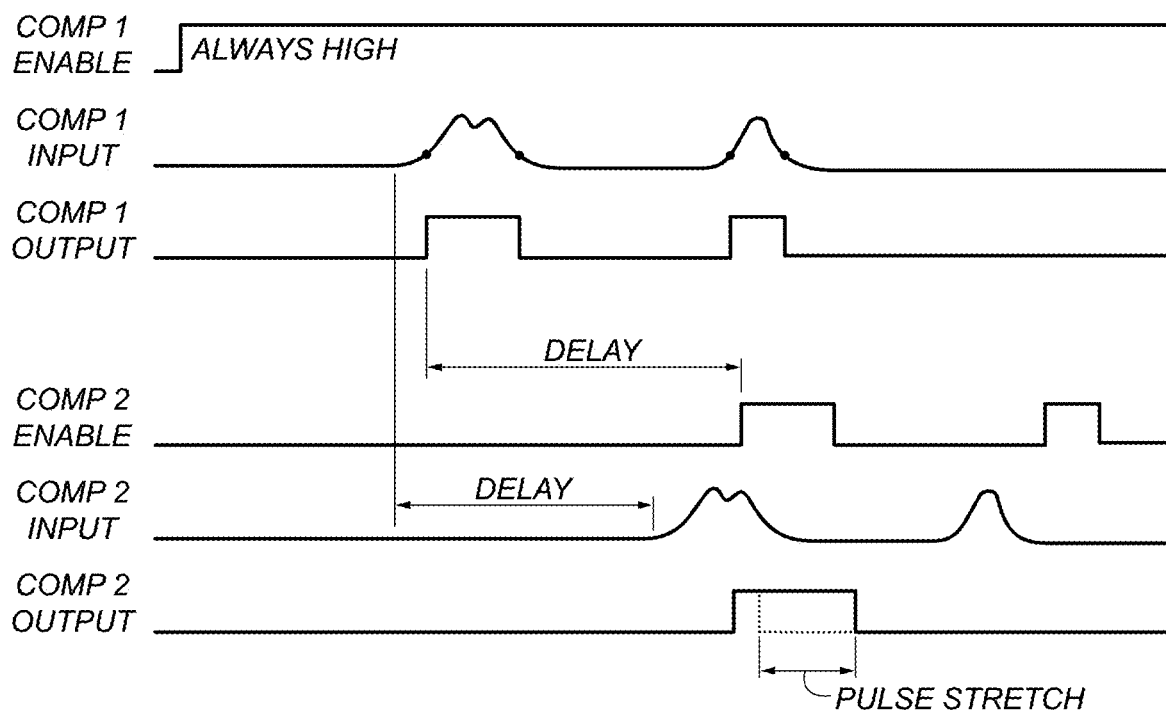 COMP 1
ENABLE
ALWAYS HIGH
COMP 1
INPUT
COMP 1
OUTPUT
DELAY
COMP 2
ENABLE
DELAY
COMP 2
INPUT
COMP 2
OUTPUT
PULSE STRETCH